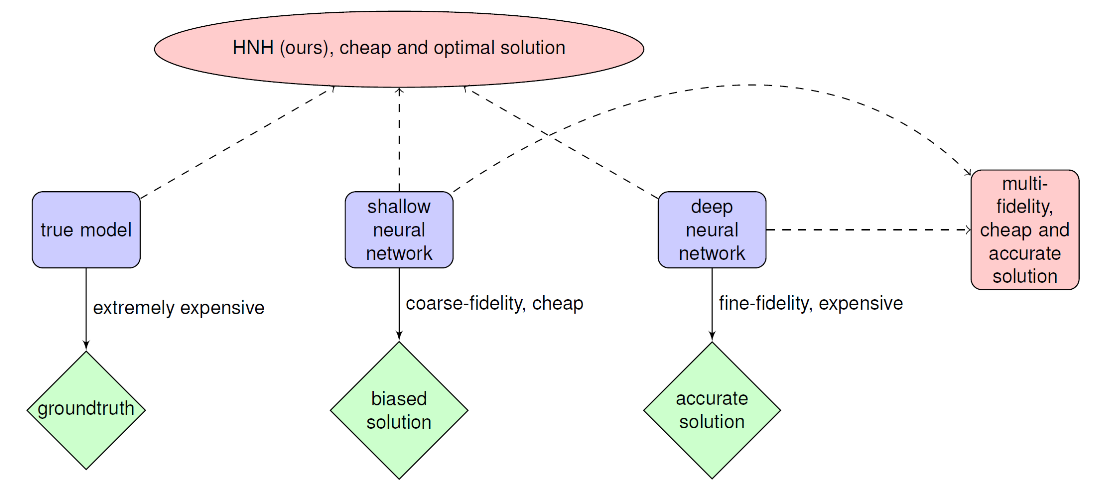 HNH (ours), cheap and optimal solution
true model
shallow
neural
network
deep
neural
network
multi-
fidelity,
cheap and
accurate
solution
extremely expensive
coarse-fidelity, cheap
fine-fidelity, expensive
groundtruth
biased
solution
accurate
solution